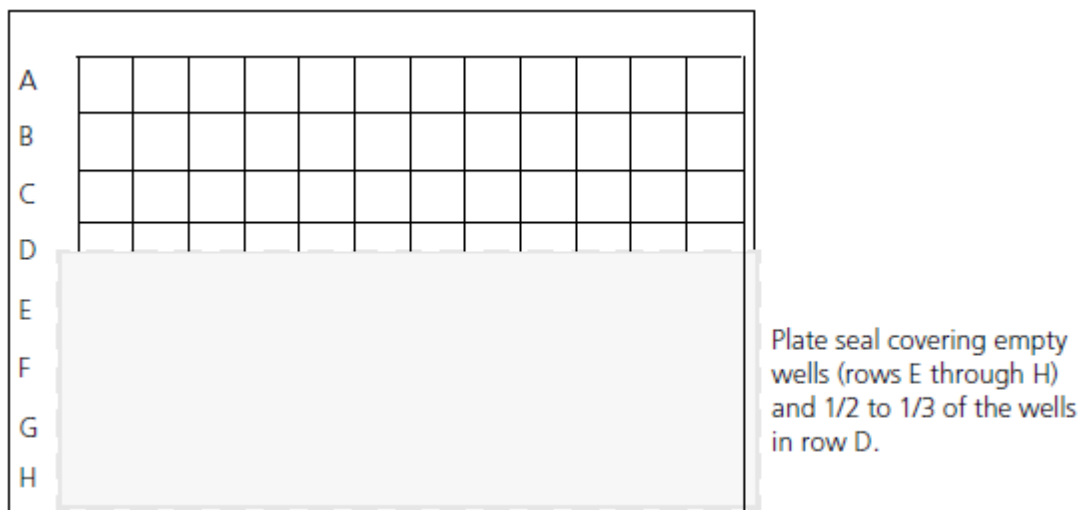 A
B
C
D
E
F
G
H
Plate seal covering empty
wells (rows E through H)
and 1/2 to 1/3 of the wells
in row D.